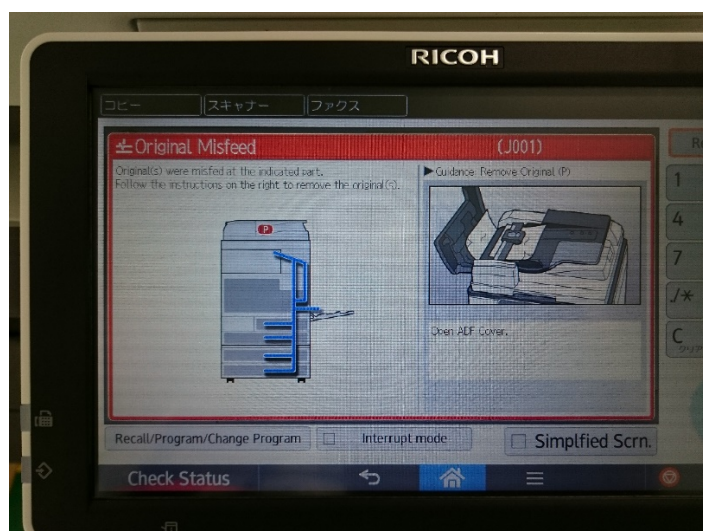 RICOH
コピー
スキャナー
ファクス
Original Misfeed
(J001)
Original(s) were misfed at the indicated part.
Follow the instructions on the right to remove the original(s).
P
▶Guidance: Remove Original (P)
Open ADF Cover.
Recall/Program/Change Program
Interrupt mode
Simplfied Scrn.
Check Status
1
4
7
./*
C